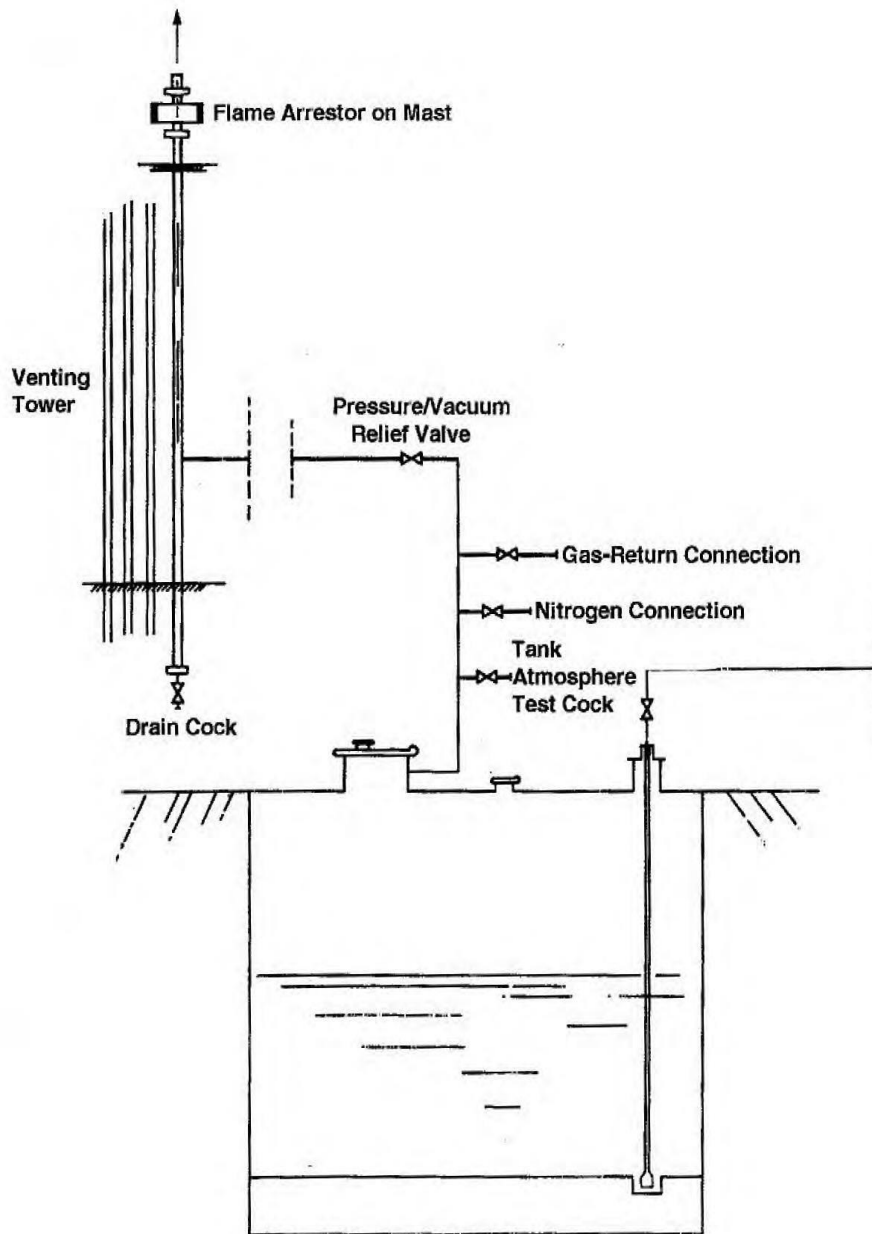 Flame Arrestor on Mast
Venting
Tower
Pressure/Vacuum
Relief Valve
Gas-Return Connection
Nitrogen Connection
Tank
Atmosphere
Test Cock
Drain Cock